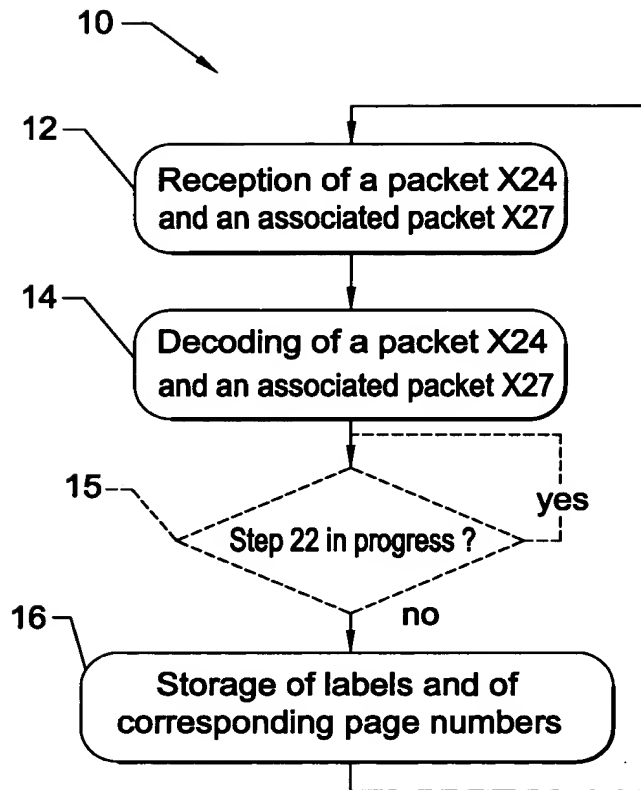 10
12
Reception of a packet X24
and an associated packet X27
14
Decoding of a packet X24
and an associated packet X27
15
yes
Step 22 in progress ?
no
16
Storage of labels and of
corresponding page numbers